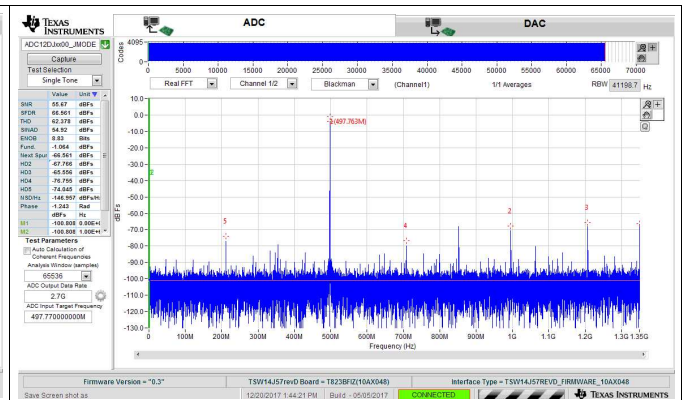 TEXAS INSTRUMENTS
ADC
DAC
ADC12DJxx00_JMODE
Capture
Test Selection
Single Tone
Value Unit
SNR 55.67 dBFs
SFDR 66.561 dBFs
THD 62.378 dBFs
SINAD 54.92 dBFs
ENOB 8.83 Bits
Fund. -1.064 dBFs
Next Spur -66.561 dBFs
HD2 -67.766 dBFs
HD3 -65.556 dBFs
HD4 -76.755 dBFs
HD5 -74.045 dBFs
NSD/Hz -146.957 dBFs/H
Phase -1.243 Rad
dBFs Hz
M1 -100.808 0.00E+
M2 -100.808 1.00E+
Test Parameters
Auto Calculation of
Coherent Frequencies
Analysis Window (samples)
65536
ADC Output Data Rate
2.7G
ADC Input Target Frequency
497.770000000M
Codes
4095
0
0 5000 10000 15000 20000 25000 30000 35000 40000 45000 50000 55000 60000 65000 70000
Real FFT Channel 1/2 Blackman (Channel1) 1/1 Averages RBW 41198.7 Hz
dBFs
10.0
0.0
-10.0
-20.0
-30.0
-40.0
-50.0
-60.0
-70.0
-80.0
-90.0
-100.0
-110.0
-120.0
-130.0
(497.763M)
5
4
2
3
0 100M 200M 300M 400M 500M 600M 700M 800M 900M 1G 1.1G 1.2G 1.3G 1.35G
Frequency (Hz)
Firmware Version = "0.3" TSW14J57revD Board = T823BFIZ(10AX048) Interface Type = TSW14J57REVD_FIRMWARE_10AX048
Save Screen shot as 12/20/2017 1:44:21 PM Build - 05/05/2017 CONNECTED TEXAS INSTRUMENTS